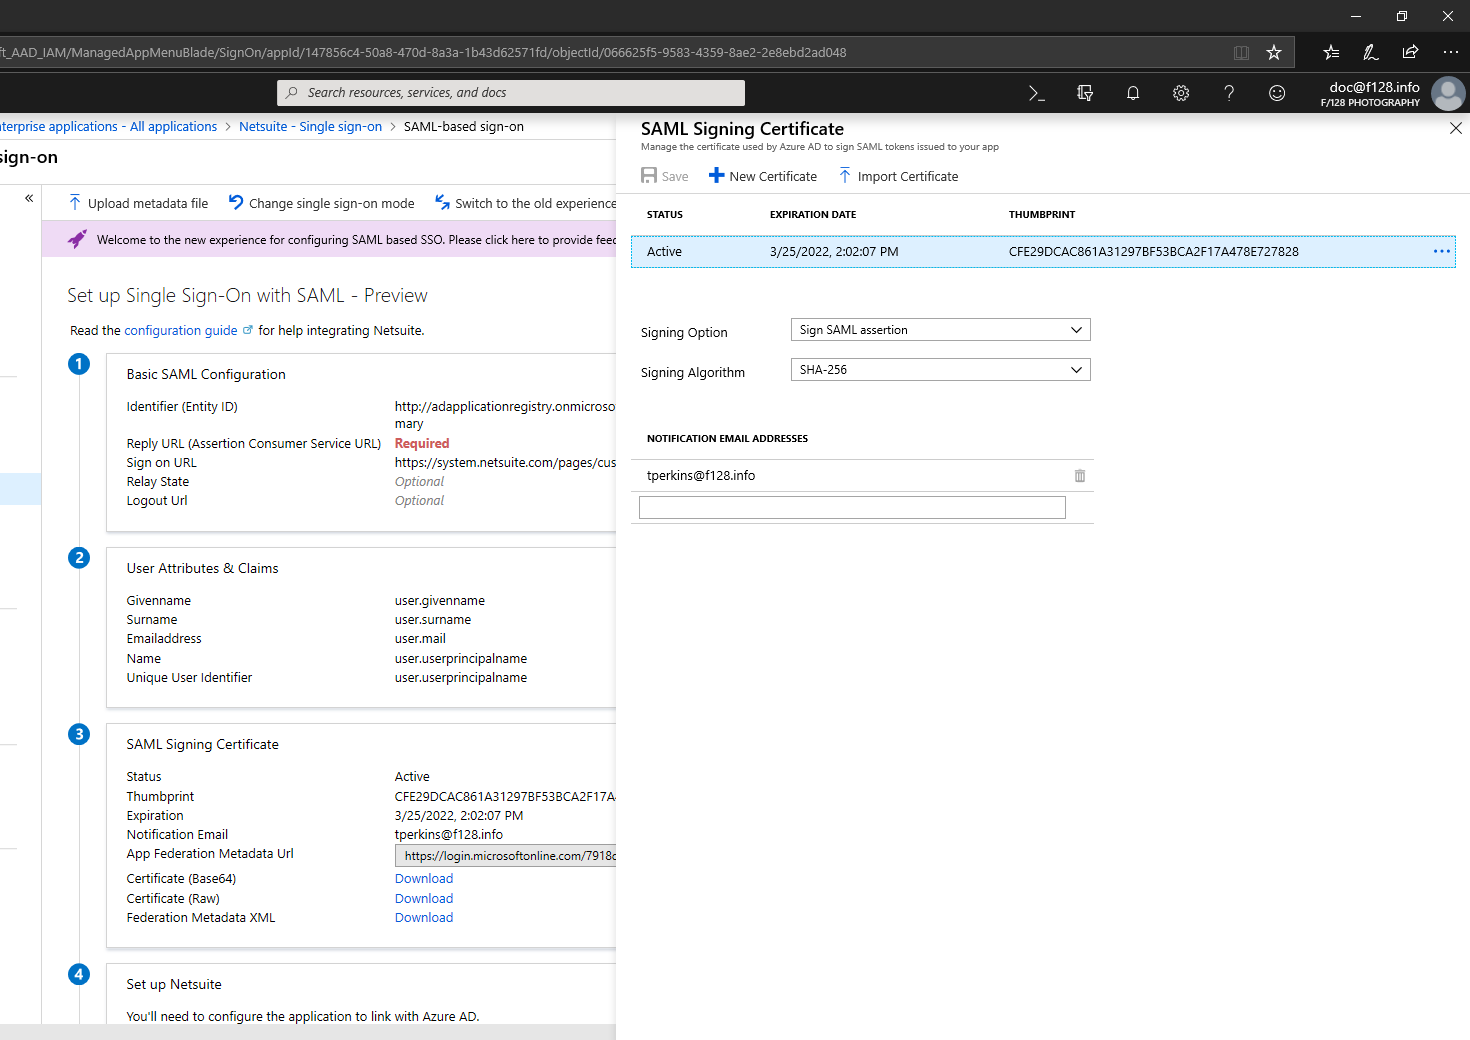 ft_AAD_IAM/ManagedAppMenuBlade/SignOn/appId/147856c4-50a8-470d-8a3a-1b43d62571fd/objectId/066625f5-9583-4359-8ae2-2e8ebd2ad048
Search resources, services, and docs
doc@f128.info
F/128 PHOTOGRAPHY
nterprise applications - All applications > Netsuite - Single sign-on > SAML-based sign-on
sign-on
« Upload metadata file Change single sign-on mode Switch to the old experience
Welcome to the new experience for configuring SAML based SSO. Please click here to provide feed
Set up Single Sign-On with SAML - Preview
Read the configuration guide for help integrating Netsuite.
1 Basic SAML Configuration
Identifier (Entity ID) http://adapplicationregistry.onmicroso
mary
Reply URL (Assertion Consumer Service URL) Required
Sign on URL https://system.netsuite.com/pages/cus
Relay State Optional
Logout Url Optional
2 User Attributes & Claims
Givenname user.givenname
Surname user.surname
Emailaddress user.mail
Name user.userprincipalname
Unique User Identifier user.userprincipalname
3 SAML Signing Certificate
Status Active
Thumbprint CFE29DCAC861A31297BF53BCA2F17A4
Expiration 3/25/2022, 2:02:07 PM
Notification Email tperkins@f128.info
App Federation Metadata Url https://login.microsoftonline.com/7918c
Certificate (Base64) Download
Certificate (Raw) Download
Federation Metadata XML Download
4 Set up Netsuite
You'll need to configure the application to link with Azure AD.
SAML Signing Certificate
Manage the certificate used by Azure AD to sign SAML tokens issued to your app
Save New Certificate Import Certificate
STATUS EXPIRATION DATE THUMBPRINT
Active 3/25/2022, 2:02:07 PM CFE29DCAC861A31297BF53BCA2F17A478E727828
Signing Option Sign SAML assertion
Signing Algorithm SHA-256
NOTIFICATION EMAIL ADDRESSES
tperkins@f128.info